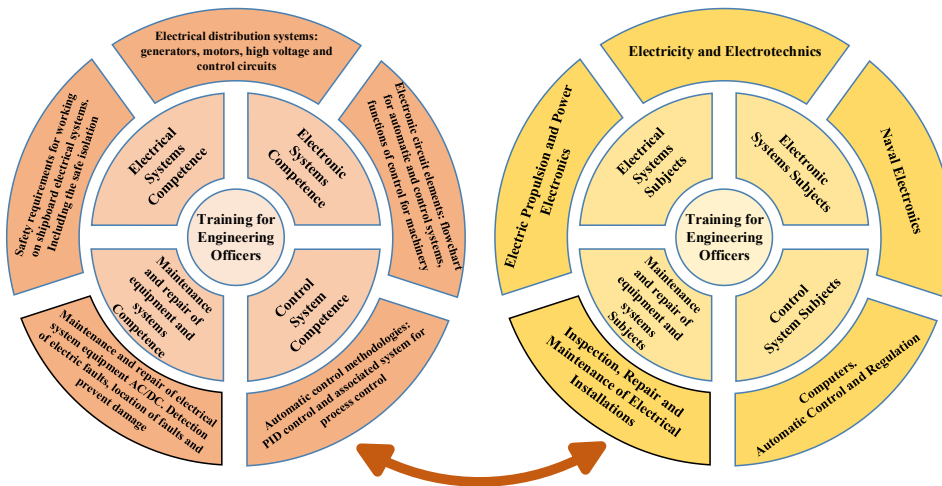 Electrical distribution systems:
generators, motors, high voltage and
control circuits
Electronic circuit elements: flowchart
for automatic and control systems,
functions of control for machinery
Safety requirements for working
on shipboard electrical systems.
Including the safe isolation
Electrical
Systems
Competence
Electronic
Systems
Competence
Training for
Engineering
Officers
Maintenance
and repair of
equipment and
systems
Competence
Control
System
Competence
Maintenance and repair of electrical
system equipment AC/DC. Detection
of electric faults, location of faults and
prevent damage
Automatic control methodologies:
PID control and associated system for
process control
Electricity and Electrotechnics
Electric Propulsion and Power
Electronics
Naval Electronics
Electrical
Systems
Subjects
Electronic
Systems Subjects
Training for
Engineering
Officers
Maintenance
and repair of
equipment and
systems
Subjects
Control
System Subjects
Inspection, Repair and
Maintenance of Electrical
Installations
Computers.
Automatic Control and Regulation